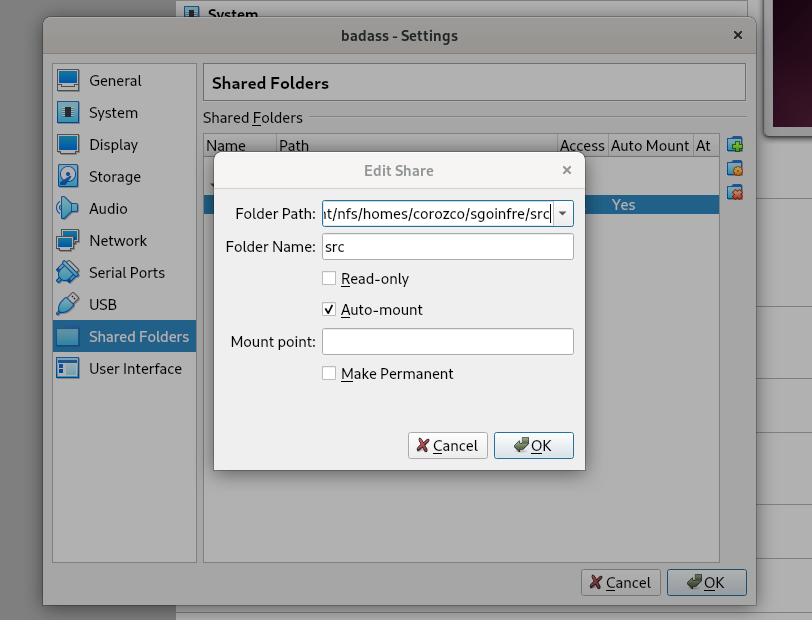 System
badass - Settings
General
System
Display
Storage
Audio
Network
Serial Ports
USB
Shared Folders
User Interface
Shared Folders
Shared Folders
Name Path Access Auto Mount At
Yes
Edit Share
Folder Path: nt/nfs/homes/corozco/sgoinfre/src
Folder Name: src
Read-only
Auto-mount
Mount point:
Make Permanent
Cancel OK
Cancel OK